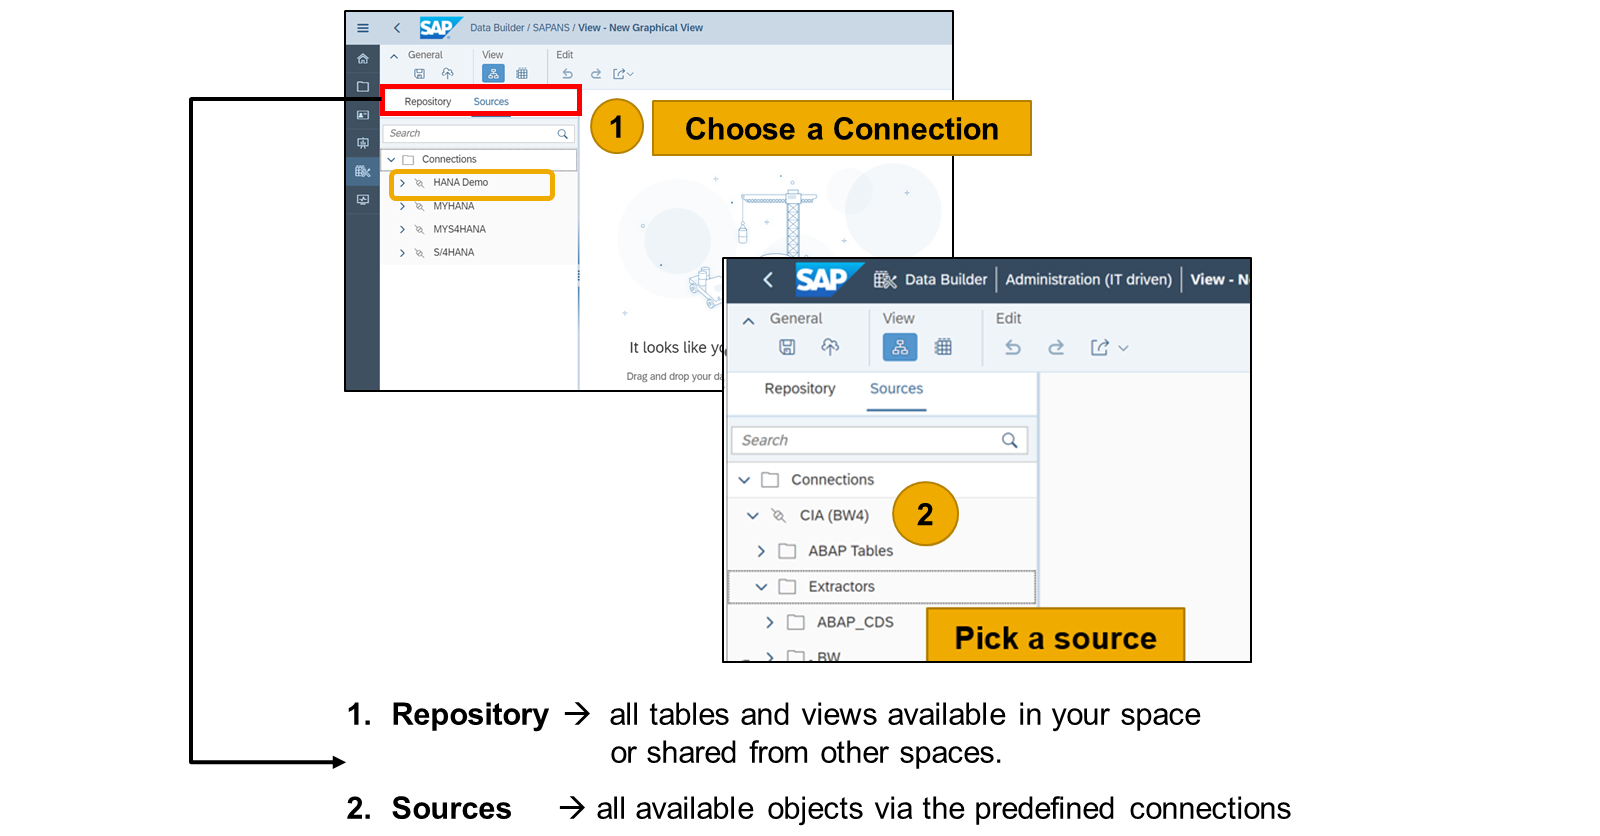 SAP Data Builder / SAPANS / View - New Graphical View
General View Edit
Repository Sources
1 Choose a Connection
Search
Connections
HANA Demo
MYHANA
MYS4HANA
S/4HANA
It looks like yo
Drag and drop your da
SAP Data Builder Administration (IT driven) View - N
General View Edit
Repository Sources
Search
Connections
CIA (BW4) 2
ABAP Tables
Extractors
ABAP_CDS
Pick a source
BW
1. Repository → all tables and views available in your space
or shared from other spaces.
2. Sources → all available objects via the predefined connections